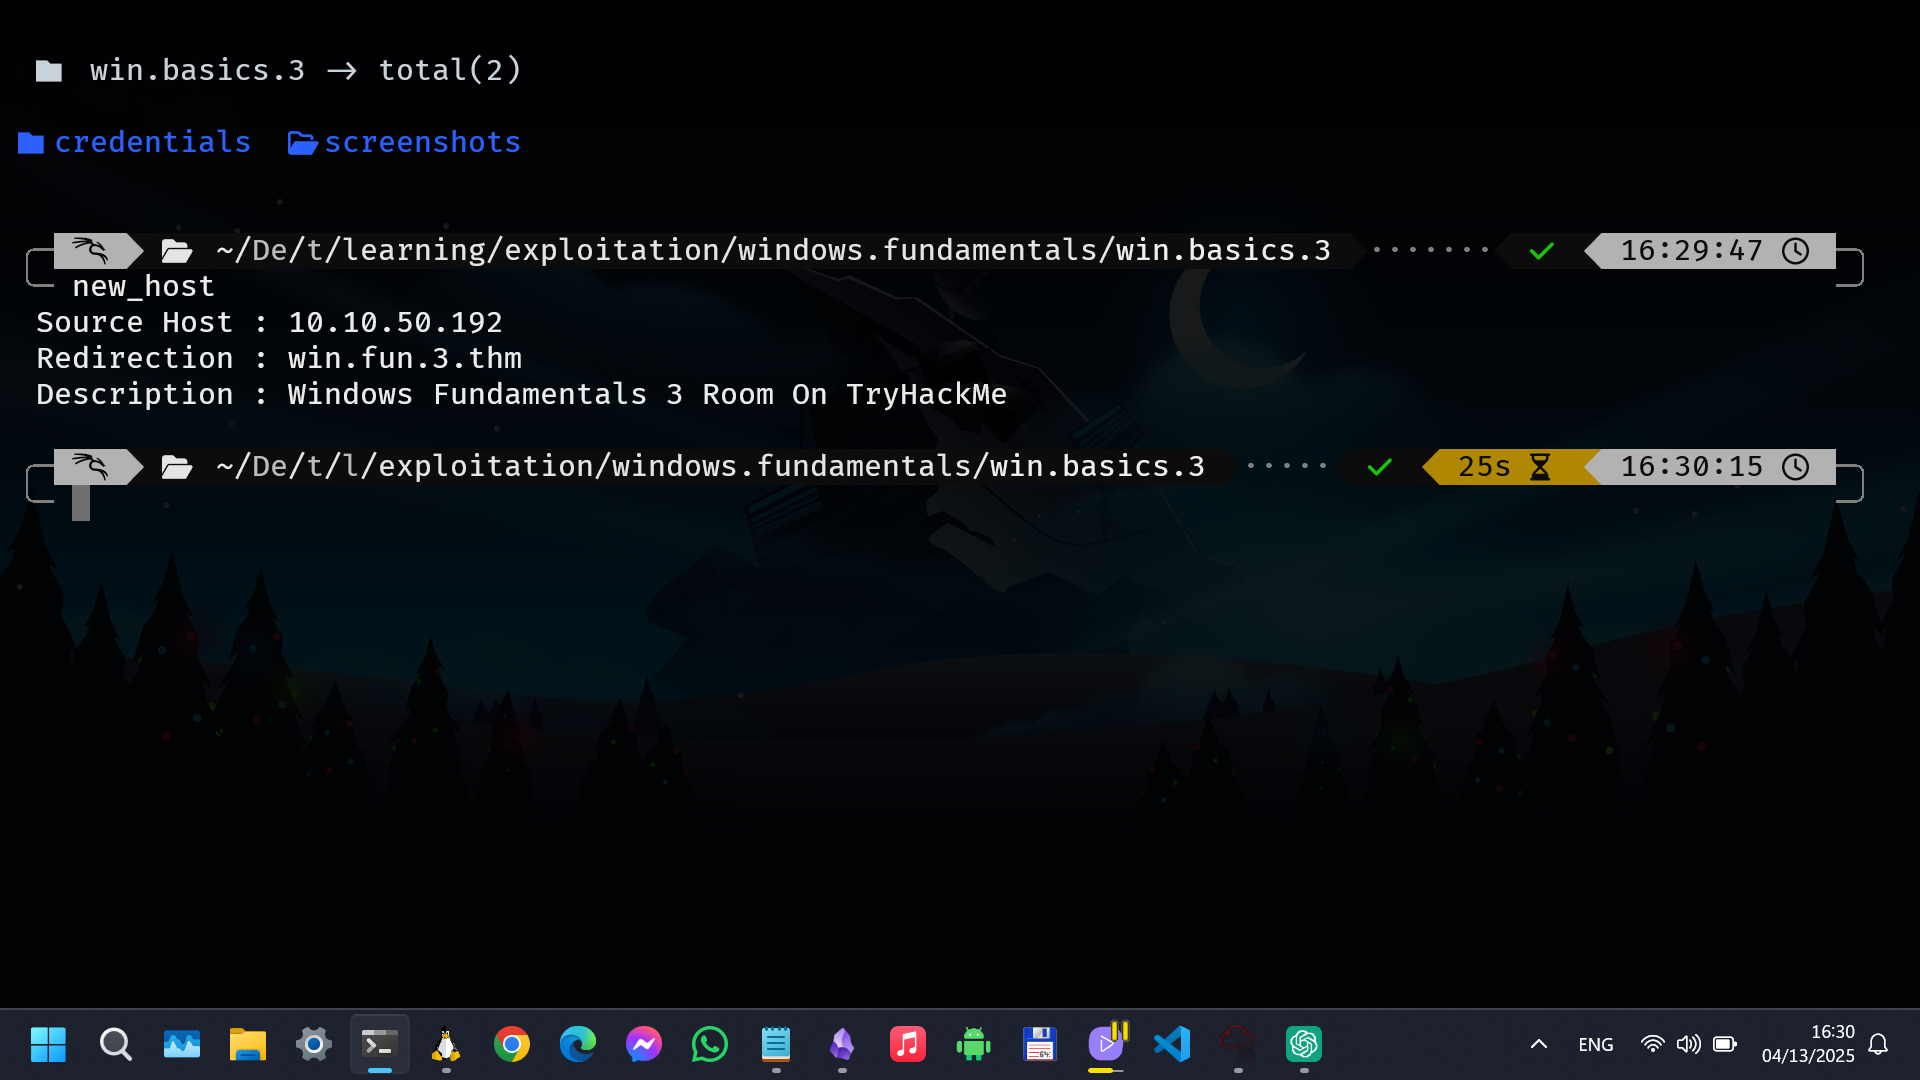 win.basics.3 → total(2)
credentials screenshots
~/De/t/learning/exploitation/windows.fundamentals/win.basics.3 ······· ✓ 16:29:47
new_host
Source Host : 10.10.50.192
Redirection : win.fun.3.thm
Description : Windows Fundamentals 3 Room On TryHackMe
~/De/t/l/exploitation/windows.fundamentals/win.basics.3 ····· ✓ 25s 16:30:15
64
ENG
16:30
04/13/2025